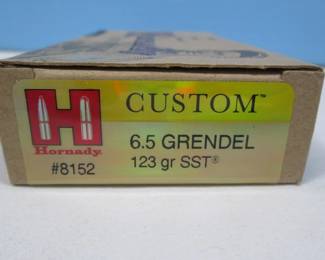 H
Hornady
#8152
CUSTOM™
6.5 GRENDEL
123 gr SST®